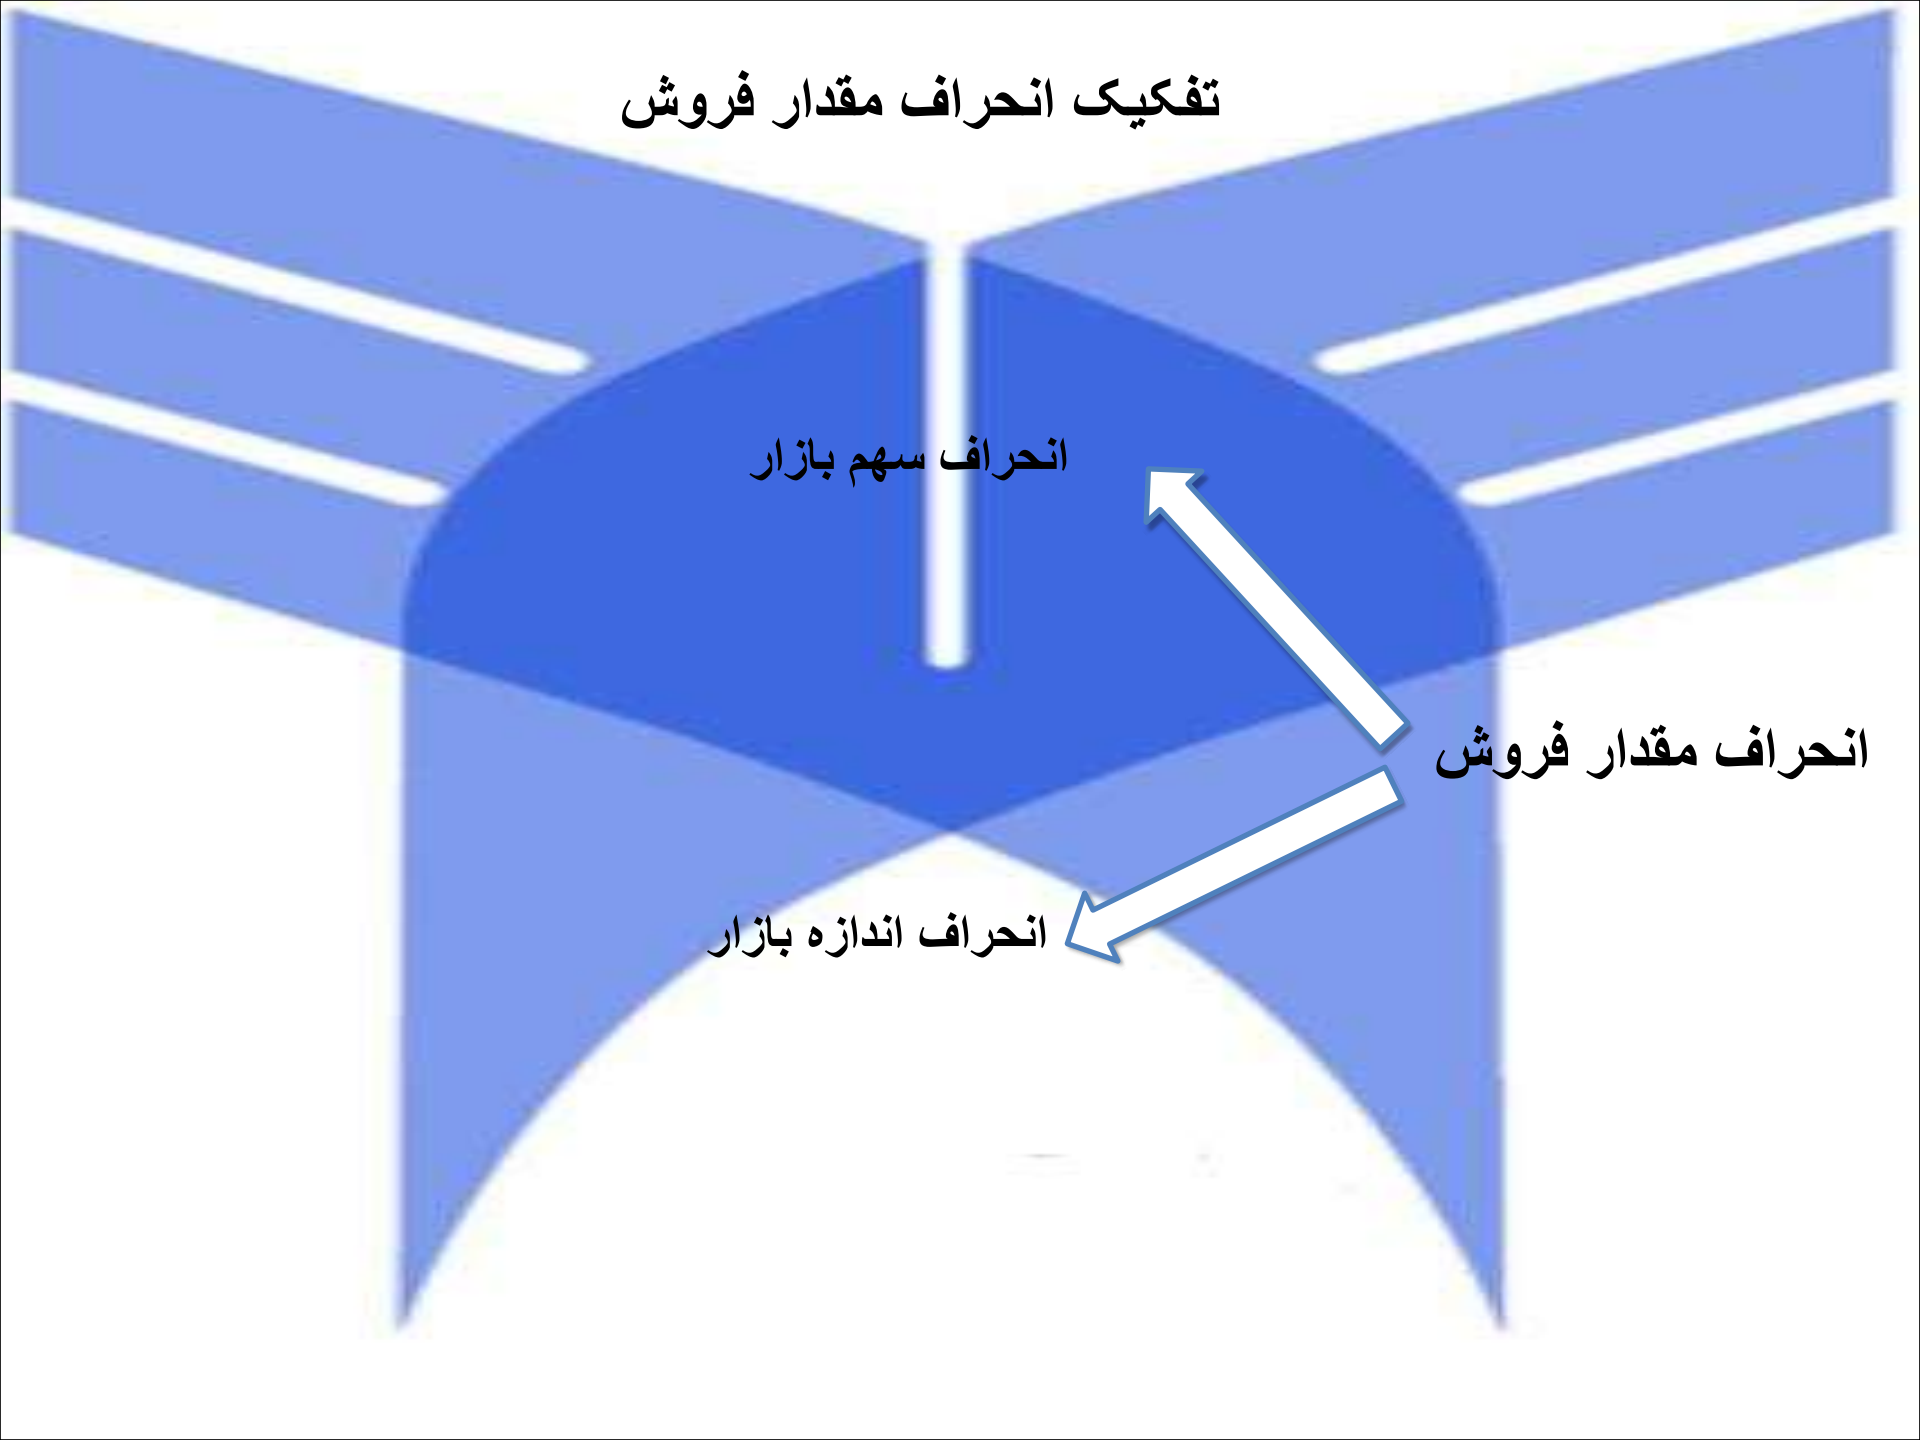 تفکیک انحراف مقدار فروش
انحراف سهم بازار
انحراف مقدار فروش
انحراف اندازه بازار